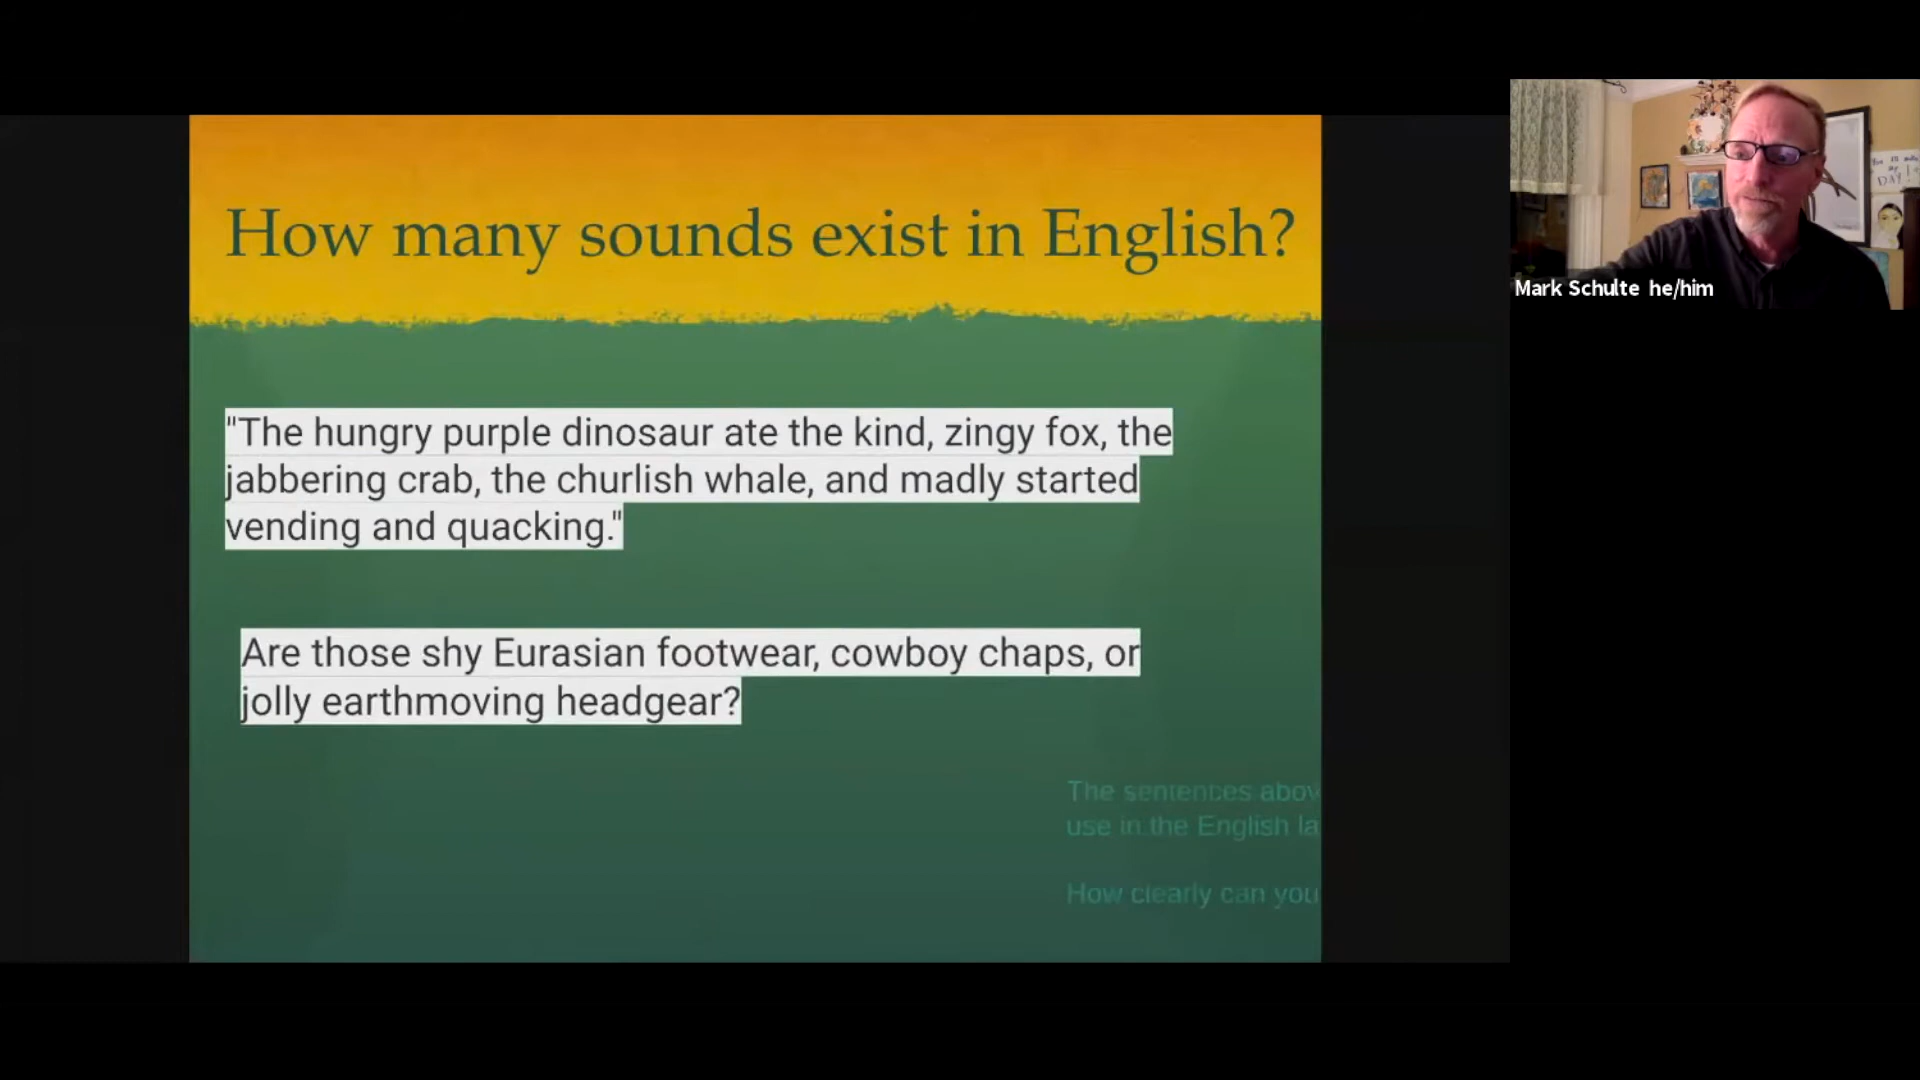 How many sounds exist in English?
"The hungry purple dinosaur ate the kind, zingy fox, the
jabbering crab, the churlish whale, and madly started
vending and quacking."
Are those shy Eurasian footwear, cowboy chaps, or
jolly earthmoving headgear?
The sentences abov
use in the English la
How clearly can you
Mark Schulte he/him
DAY!